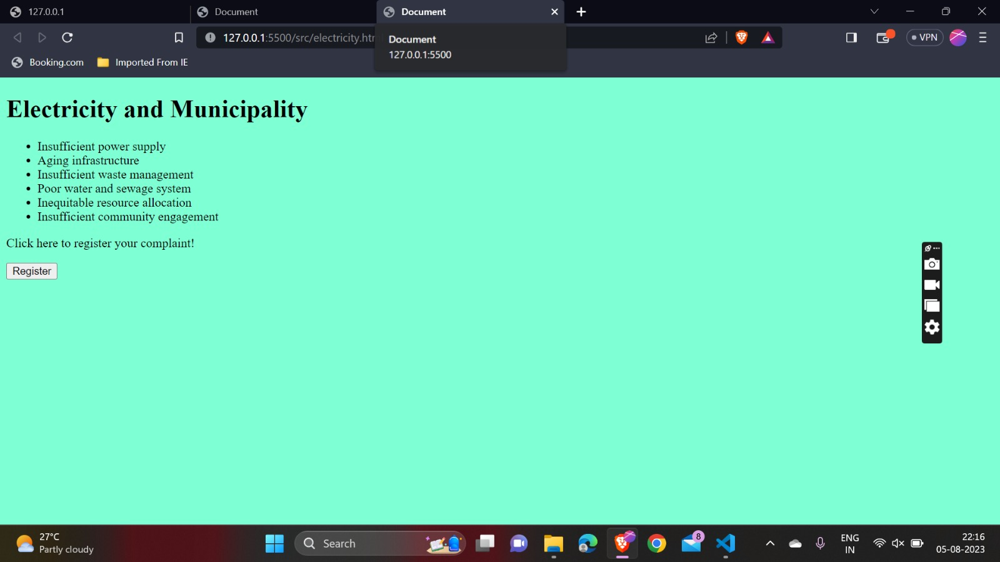 127.0.0.1
Document
Document
127.0.0.1:5500/src/electricity.htm
Document
127.0.0.1:5500
VPN
Booking.com
Imported From IE
Electricity and Municipality
Insufficient power supply
Aging infrastructure
Insufficient waste management
Poor water and sewage system
Inequitable resource allocation
Insufficient community engagement
Click here to register your complaint!
Register
27°C
Partly cloudy
Search
8
ENG
IN
22:16
05-08-2023